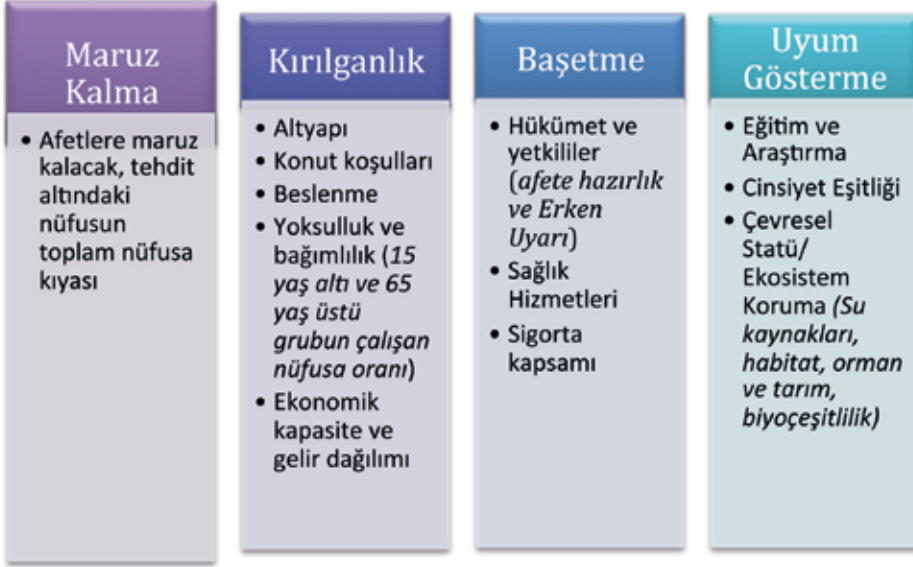 Maruz
Kalma
• Afetlere maruz
kalacak, tehdit
altındaki
nüfusun
toplam nüfusa
kıyası
Kırılganlık
• Altyapı
• Konut koşulları
• Beslenme
• Yoksulluk ve
bağımlılık (15
yaş altı ve 65
yaş üstü
grubun çalışan
nüfusa oranı)
• Ekonomik
kapasite ve
gelir dağılımı
Başetme
• Hükümet ve
yetkililer
(afete hazırlık
ve Erken
Uyarı)
• Sağlık
Hizmetleri
• Sigorta
kapsamı
Uyum
Gösterme
• Eğitim ve
Araştırma
• Cinsiyet Eşitliği
• Çevresel
Statü/
Ekosistem
Koruma (Su
kaynakları,
habitat, orman
ve tarım,
biyoçeşitlilik)